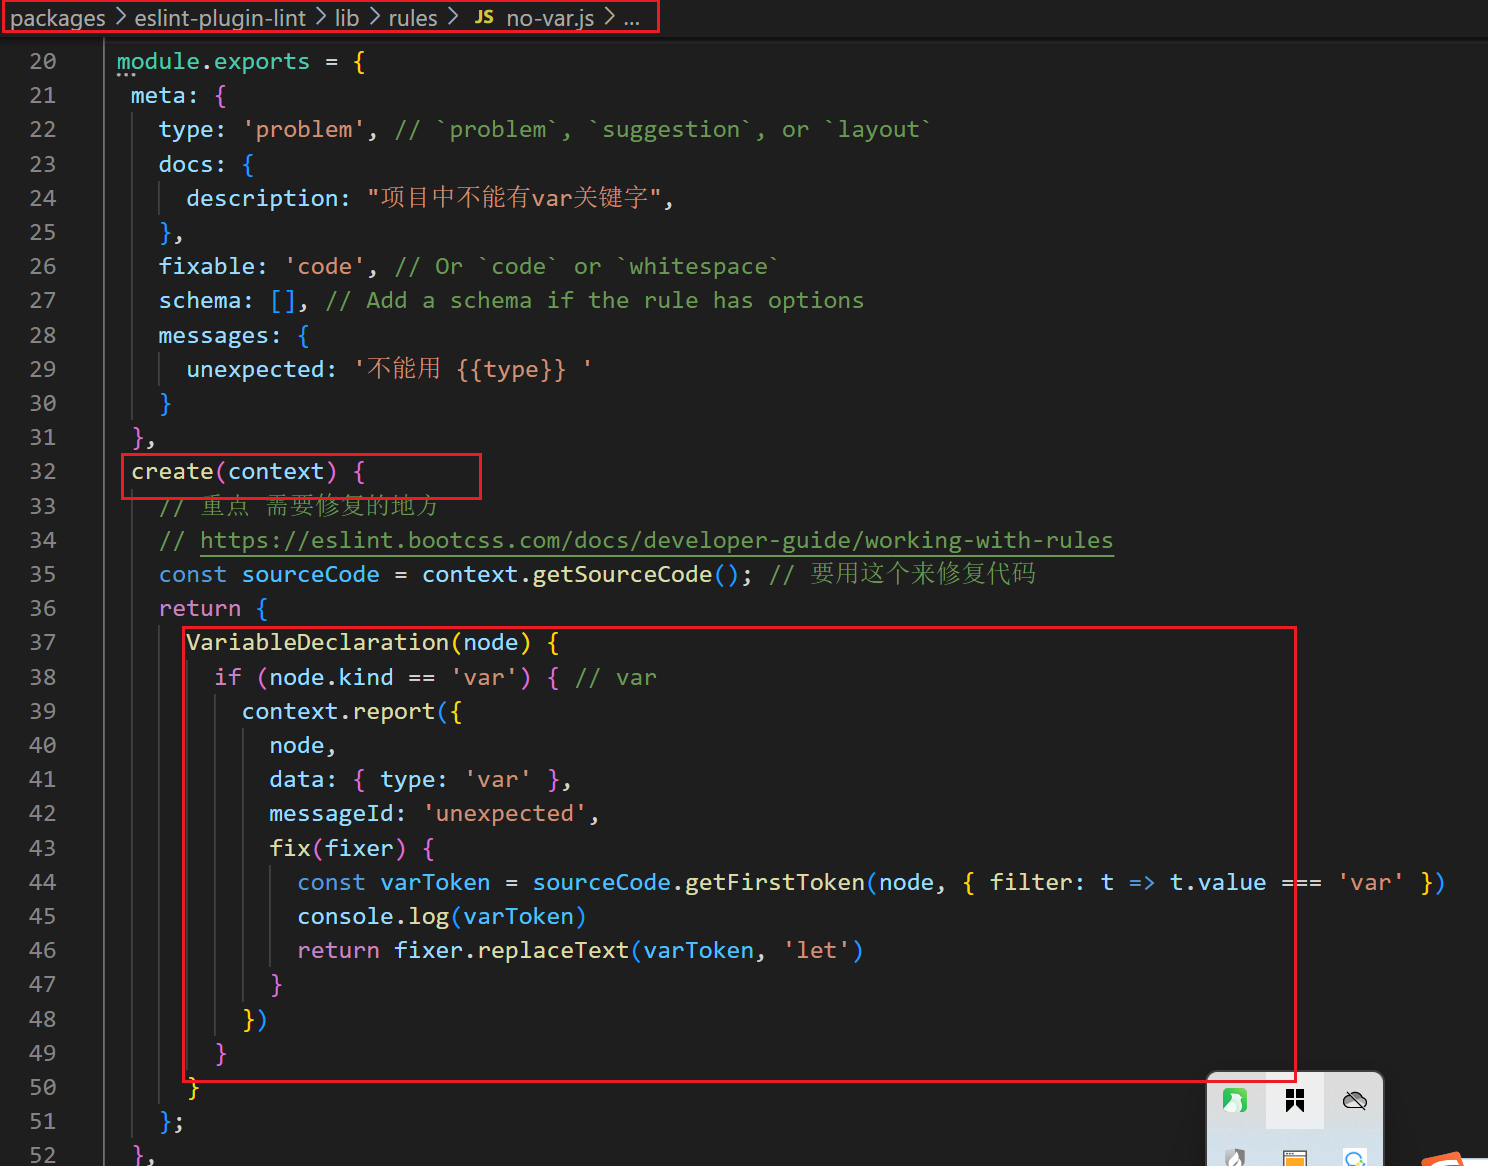 packages > eslint-plugin-lint > lib > rules > JS no-var.js > ...
20 module.exports = {
21 meta: {
22 type: 'problem', // `problem`, `suggestion`, or `layout`
23 docs: {
24 description: "项目中不能有var关键字",
25 },
26 fixable: 'code', // Or `code` or `whitespace`
27 schema: [], // Add a schema if the rule has options
28 messages: {
29 unexpected: '不能用 {{type}} '
30 }
31 },
32 create(context) {
33 // 重点 需要修复的地方
34 // https://eslint.bootcss.com/docs/developer-guide/working-with-rules
35 const sourceCode = context.getSourceCode(); // 要用这个来修复代码
36 return {
37 VariableDeclaration(node) {
38 if (node.kind == 'var') { // var
39 context.report({
40 node,
41 data: { type: 'var' },
42 messageId: 'unexpected',
43 fix(fixer) {
44 const varToken = sourceCode.getFirstToken(node, { filter: t => t.value === 'var' })
45 console.log(varToken)
46 return fixer.replaceText(varToken, 'let')
47 }
48 })
49 }
50 }
51 };
52 },